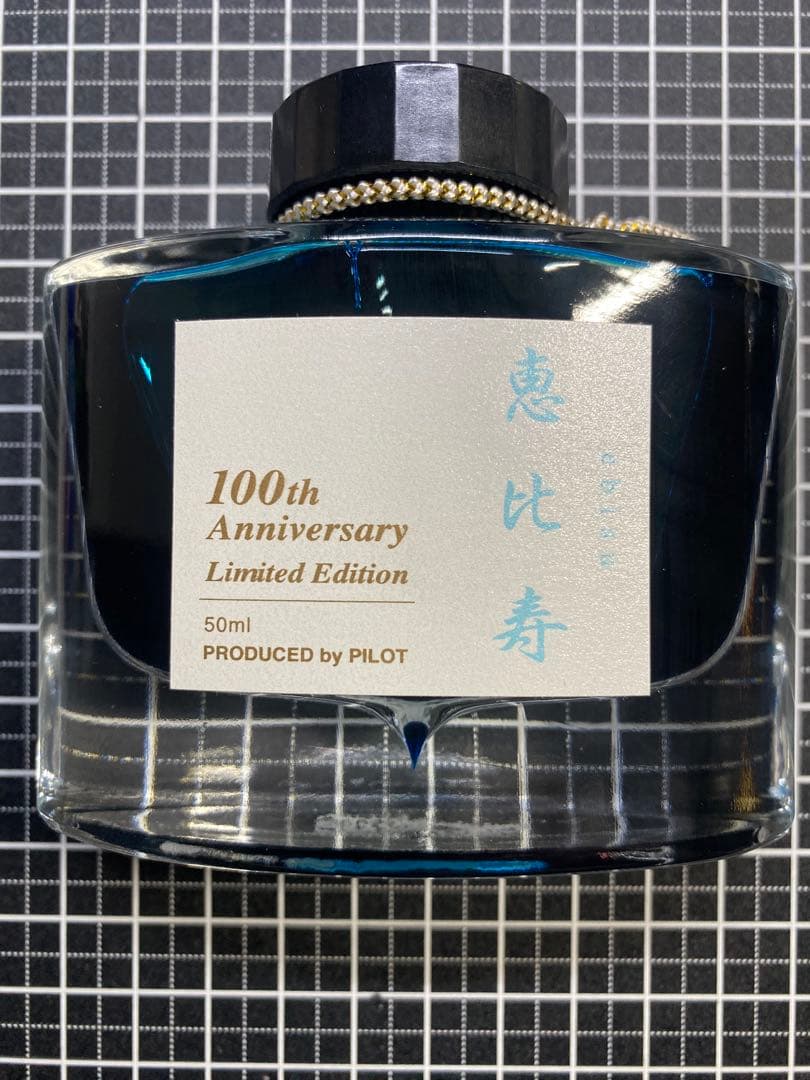 恵比寿
ebisu
100th
Anniversary
Limited Edition
50ml
PRODUCED by PILOT